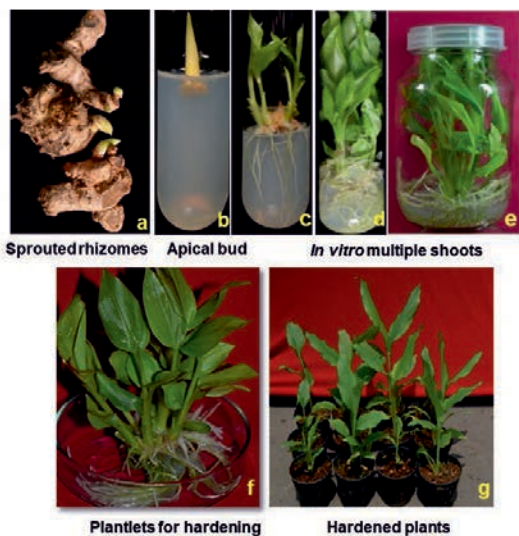 a
b
c
d
e
Sprouted rhizomes Apical bud In vitro multiple shoots
f
g
Plantlets for hardening Hardened plants